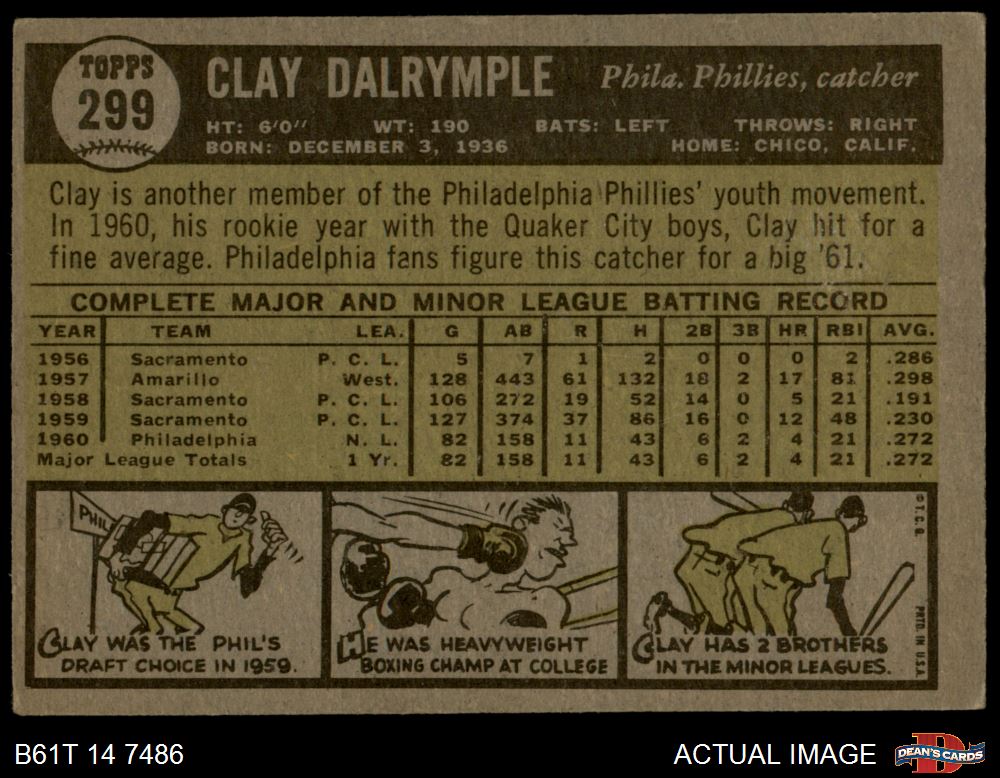 TOPPS
299
CLAY DALRYMPLE
Phila. Phillies, catcher
HT: 6'0" WT: 190 BATS: LEFT THROWS: RIGHT
BORN: DECEMBER 3, 1936 HOME: CHICO, CALIF.
Clay is another member of the Philadelphia Phillies' youth movement.
In 1960, his rookie year with the Quaker City boys, Clay hit for a
fine average. Philadelphia fans figure this catcher for a big '61.
COMPLETE MAJOR AND MINOR LEAGUE BATTING RECORD
YEAR TEAM LEA. G AB R H 2B 3B HR RBI AVG.
1956 Sacramento P. C. L. 5 7 1 2 0 0 0 2 .286
1957 Amarillo West. 128 443 61 132 18 2 17 81 .298
1958 Sacramento P. C. L. 106 272 19 52 14 0 5 21 .191
1959 Sacramento P. C. L. 127 374 37 86 16 0 12 48 .230
1960 Philadelphia N. L. 82 158 11 43 6 2 4 21 .272
Major League Totals 1 Yr. 82 158 11 43 6 2 4 21 .272
PHIL
CLAY WAS THE PHIL'S
DRAFT CHOICE IN 1959.
HE WAS HEAVYWEIGHT
BOXING CHAMP AT COLLEGE
CLAY HAS 2 BROTHERS
IN THE MINOR LEAGUES.
© T. C. G.
PRTD. IN U.S.A.
B61T 14 7486
ACTUAL IMAGE
DEAN'S CARDS